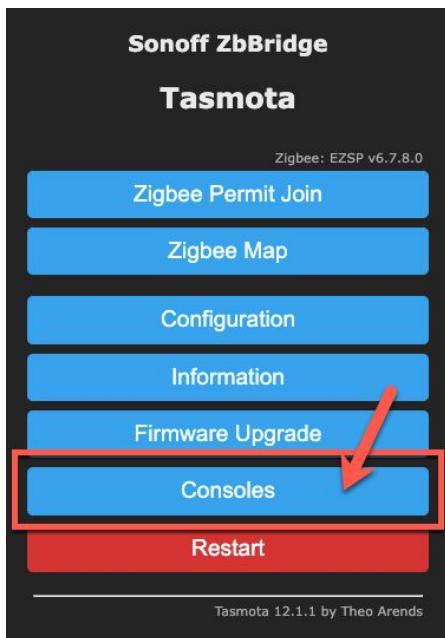 Sonoff ZbBridge
Tasmota
Zigbee: EZSP v6.7.8.0
Zigbee Permit Join
Zigbee Map
Configuration
Information
Firmware Upgrade
Consoles
Restart
Tasmota 12.1.1 by Theo Arends